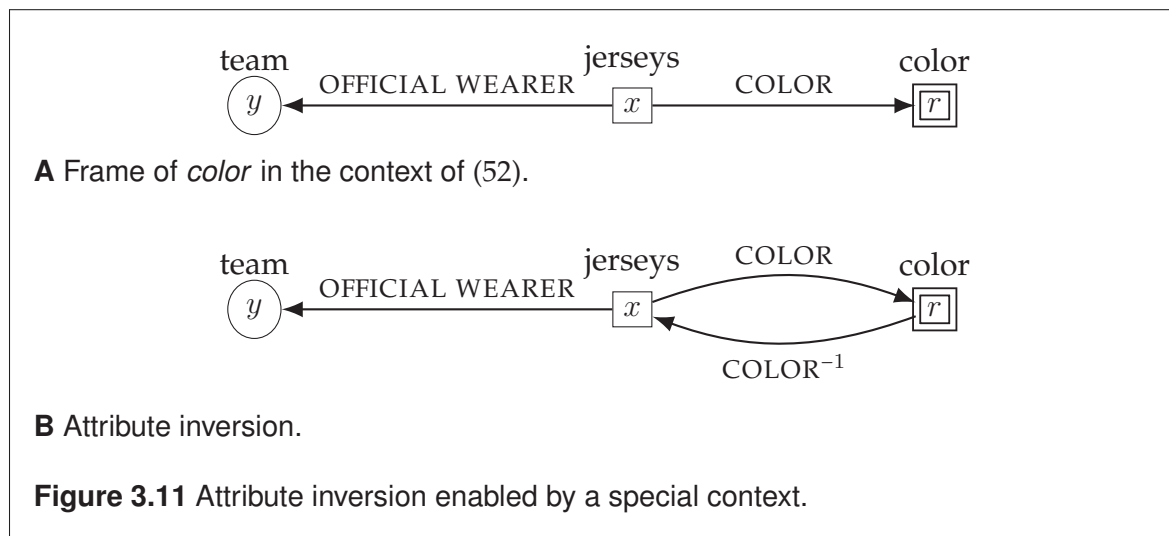 team jerseys color
OFFICIAL WEARER COLOR
y x r
A Frame of color in the context of (52).
team jerseys COLOR color
OFFICIAL WEARER
y x r
COLOR⁻¹
B Attribute inversion.
Figure 3.11 Attribute inversion enabled by a special context.